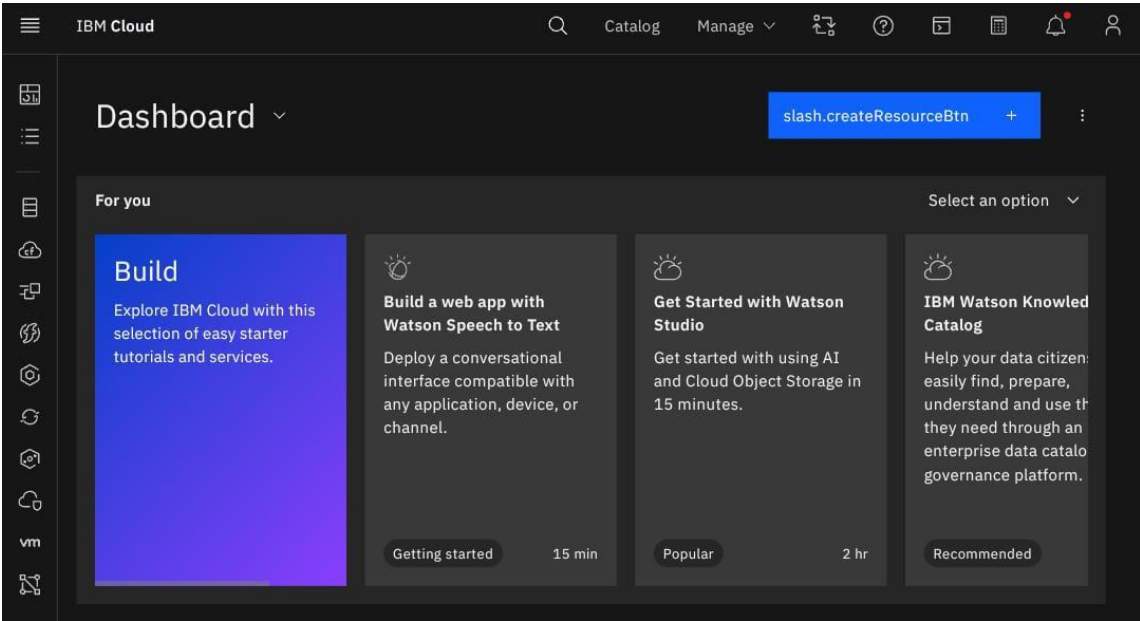 IBM Cloud
Catalog
Manage
Dashboard
slash.createResourceBtn +
For you
Select an option
Build
Explore IBM Cloud with this
selection of easy starter
tutorials and services.
Build a web app with
Watson Speech to Text
Deploy a conversational
interface compatible with
any application, device, or
channel.
Getting started
15 min
Get Started with Watson
Studio
Get started with using AI
and Cloud Object Storage in
15 minutes.
Popular
2 hr
IBM Watson Knowled
Catalog
Help your data citizen
easily find, prepare,
understand and use th
they need through an
enterprise data catalo
governance platform.
Recommended
cf
vm